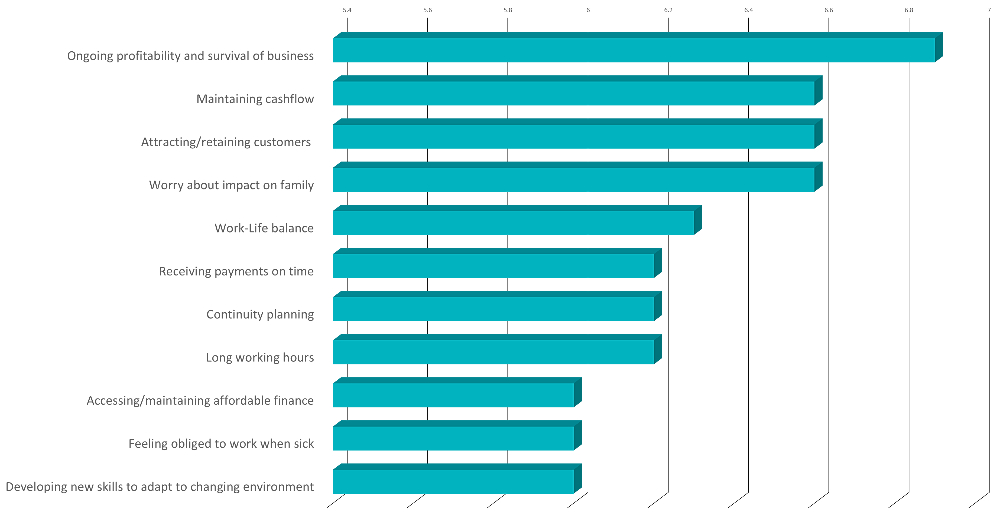 5.4 5.6 5.8 6 6.2 6.4 6.6 6.8 7
Ongoing profitability and survival of business
Maintaining cashflow
Attracting/retaining customers
Worry about impact on family
Work-Life balance
Receiving payments on time
Continuity planning
Long working hours
Accessing/maintaining affordable finance
Feeling obliged to work when sick
Developing new skills to adapt to changing environment